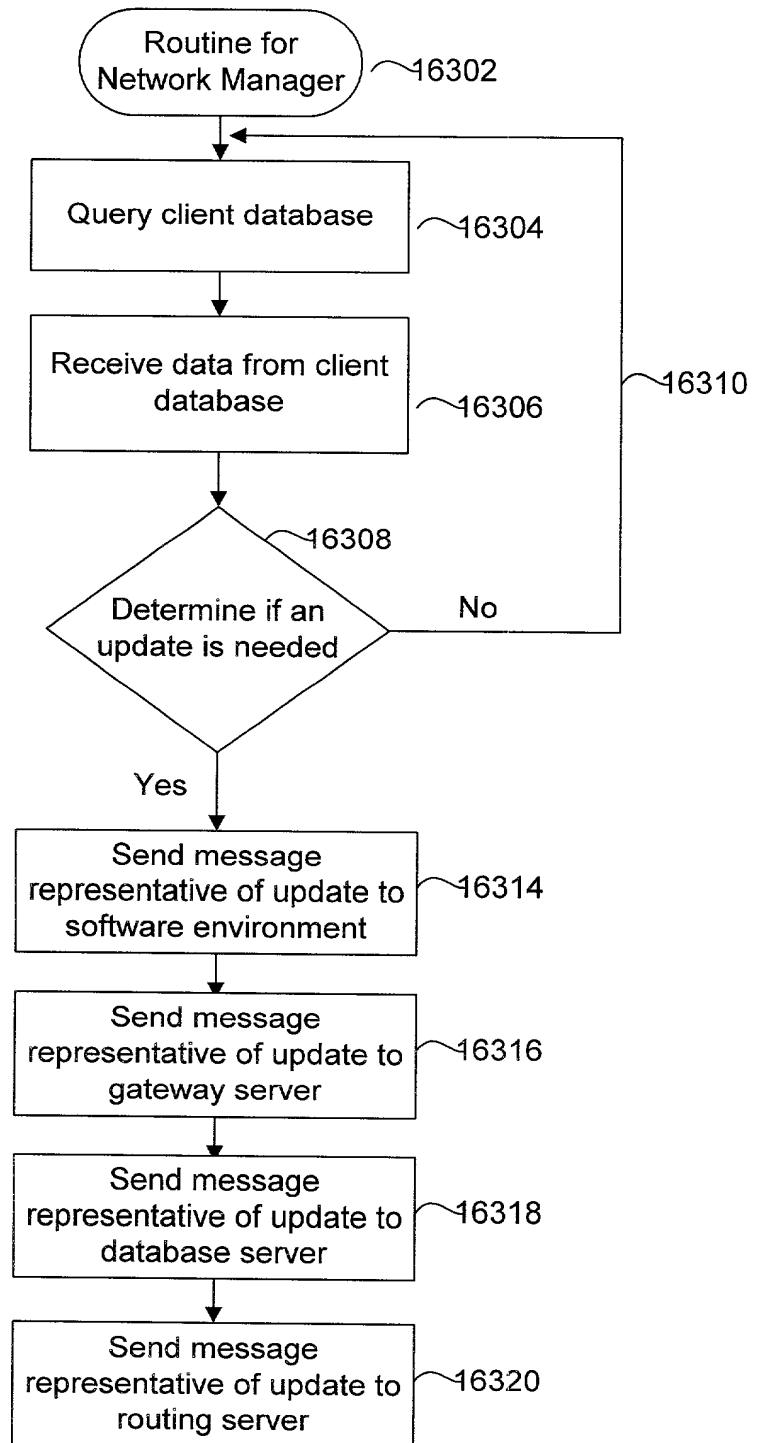 Routine for
Network Manager
16302
Query client database
16304
Receive data from client
database
16306
16310
16308
Determine if an
update is needed
No
Yes
Send message
representative of update to
software environment
16314
Send message
representative of update to
gateway server
16316
Send message
representative of update to
database server
16318
Send message
representative of update to
routing server
16320